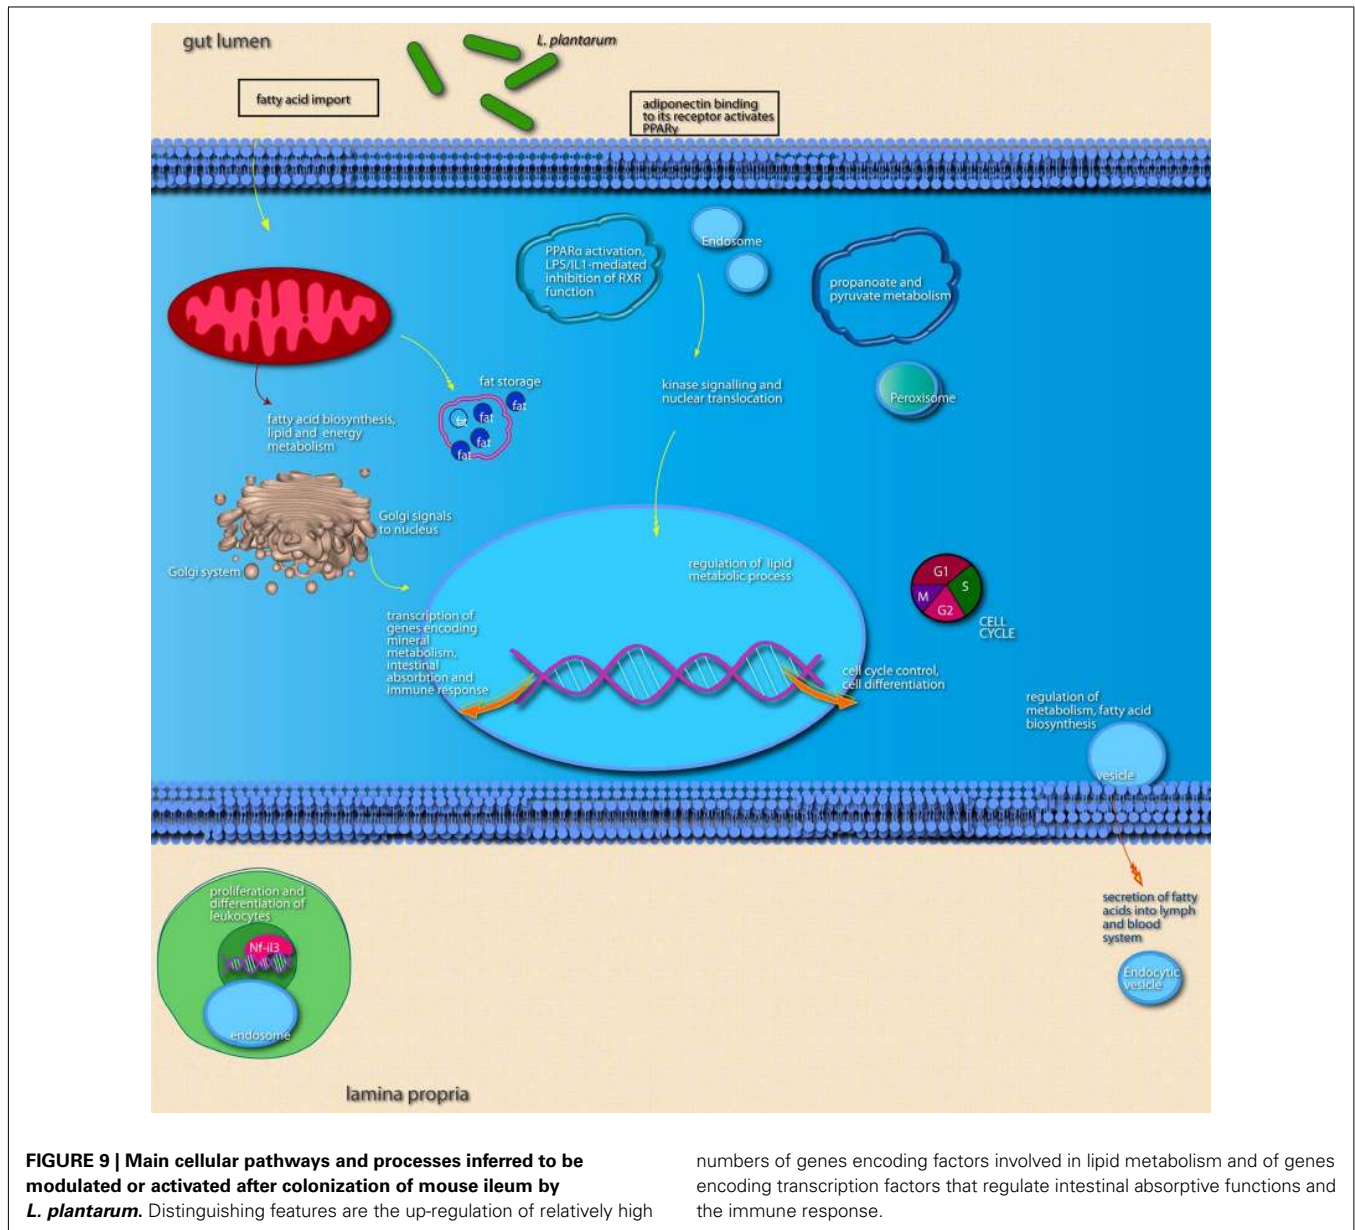 gut lumen
L. plantarum
fatty acid import
adiponectin binding
to its receptor activates
PPARγ
PPARα activation,
LPS/IL1-mediated
inhibition of RXR
function
Endosome
propanoate and
pyruvate metabolism
fat storage
fat
fat
fat
fat
fat
kinase signalling and
nuclear translocation
Peroxisome
fatty acid biosynthesis,
lipid and energy
metabolism
Golgi signals
to nucleus
Golgi system
regulation of lipid
metabolic process
G1
S
M
G2
CELL
CYCLE
transcription of
genes encoding
mineral
metabolism,
intestinal
absorbtion and
immune response
cell cycle control,
cell differentiation
regulation of
metabolism, fatty acid
biosynthesis
vesicle
proliferation and
differentiation of
leukocytes
Nf-il3
endosome
secretion of fatty
acids into lymph
and blood
system
Endocytic
vesicle
lamina propria
FIGURE 9 | Main cellular pathways and processes inferred to be
modulated or activated after colonization of mouse ileum by
L. plantarum. Distinguishing features are the up-regulation of relatively high
numbers of genes encoding factors involved in lipid metabolism and of genes
encoding transcription factors that regulate intestinal absorptive functions and
the immune response.